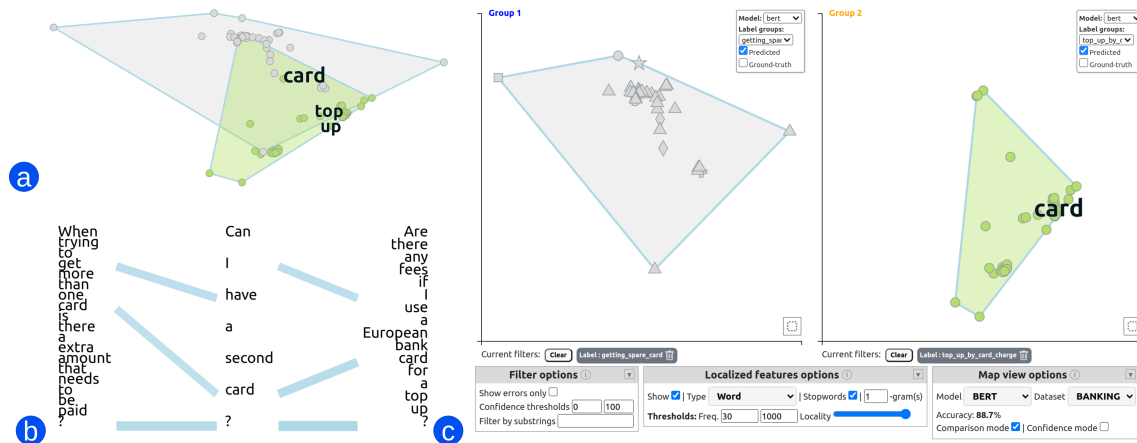 card
top
up
a
When
trying
to
get
more
than
one
card
is
there
a
extra
amount
that
needs
to
be
paid
?
Can
I
have
a
second
card
?
Are
there
any
fees
if
I
use
a
European
bank
card
for
a
top
up
?
b
c
Group 1
Model: bert
Label groups:
getting_spar
Predicted
Ground-truth
Current filters: Clear Label : getting_spare_card
Group 2
Model: bert
Label groups:
top_up_by_c
Predicted
Ground-truth
card
Current filters: Clear Label : top_up_by_card_charge
Filter options
Show errors only
Confidence thresholds 0 100
Filter by substrings
Localized features options
Show | Type Word | Stopwords | 1 -gram(s)
Thresholds: Freq. 30 1000 Locality
Map view options
Model BERT Dataset BANKING
Accuracy: 88.7%
Comparison mode | Confidence mode